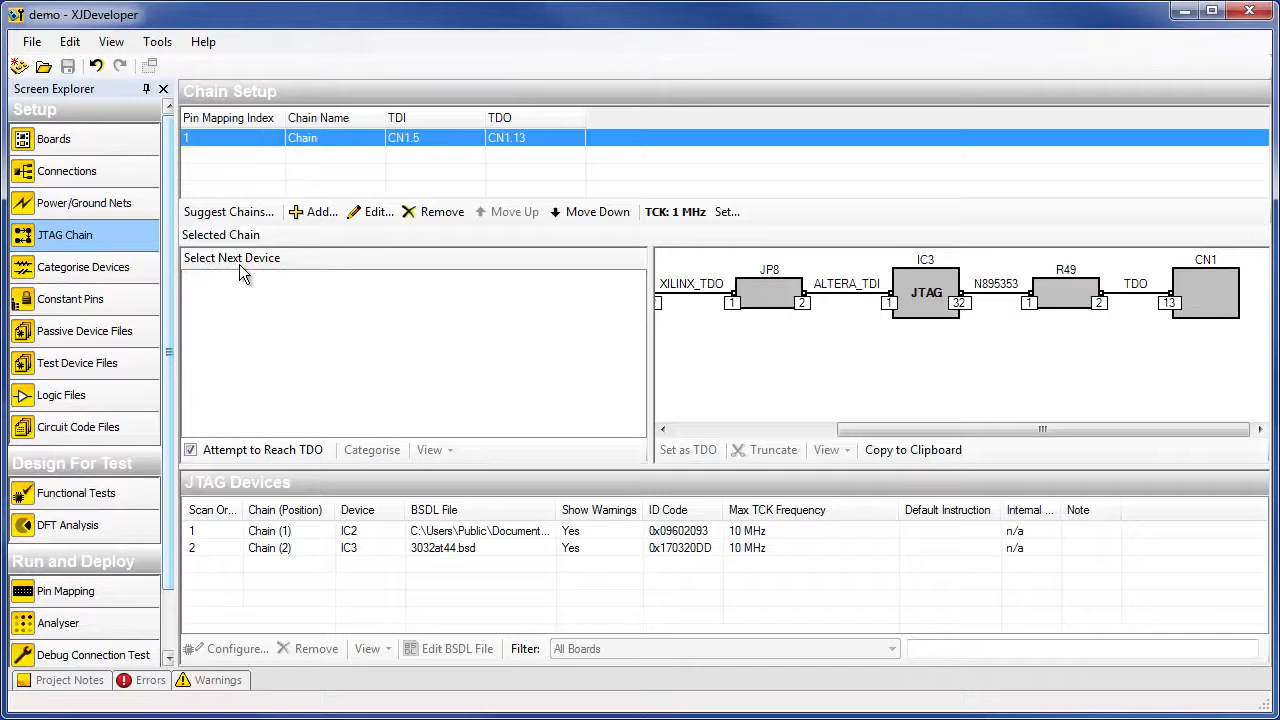 demo - XJDeveloper
File Edit View Tools Help
Screen Explorer
Setup
Boards
Connections
Power/Ground Nets
JTAG Chain
Categorise Devices
Constant Pins
Passive Device Files
Test Device Files
Logic Files
Circuit Code Files
Design For Test
Functional Tests
DFT Analysis
Run and Deploy
Pin Mapping
Analyser
Debug Connection Test
Chain Setup
Pin Mapping Index Chain Name TDI TDO
1 Chain CN1.5 CN1.13
Suggest Chains... Add... Edit... Remove Move Up Move Down TCK: 1 MHz Set...
Selected Chain
Select Next Device
Attempt to Reach TDO Categorise View
JP8 IC3 R49 CN1
XILINX_TDO ALTERA_TDI N895353 TDO
JTAG
1 2 1 32 1 2 13
Set as TDO Truncate View Copy to Clipboard
JTAG Devices
Scan Or... Chain (Position) Device BSDL File Show Warnings ID Code Max TCK Frequency Default Instruction Internal ... Note
1 Chain (1) IC2 C:\Users\Public\Document... Yes 0x09602093 10 MHz n/a
2 Chain (2) IC3 3032at44.bsd Yes 0x170320DD 10 MHz n/a
Configure... Remove View Edit BSDL File Filter: All Boards
Project Notes Errors Warnings